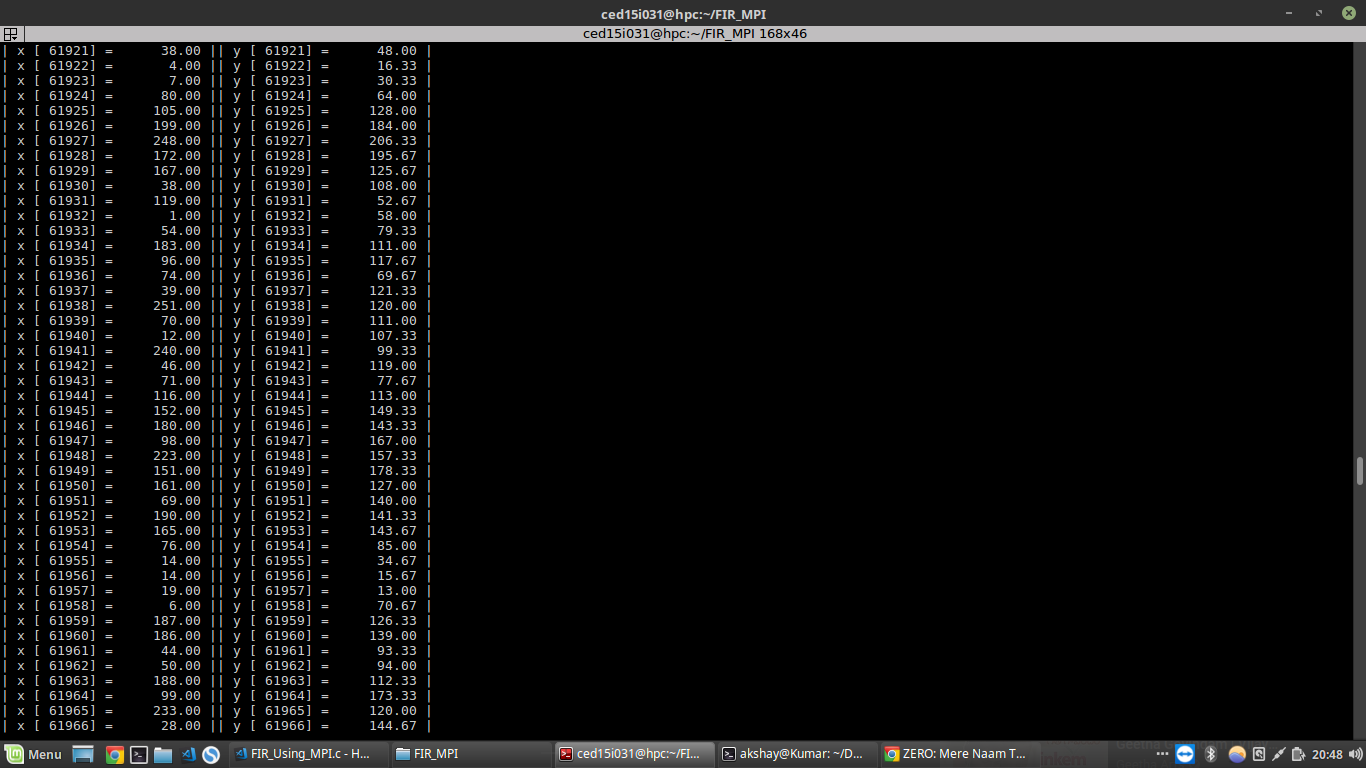 ced15i031@hpc:~/FIR_MPI
ced15i031@hpc:~/FIR_MPI 168x46
| x [ 61921] = 38.00 || y [ 61921] = 48.00 |
| x [ 61922] = 4.00 || y [ 61922] = 16.33 |
| x [ 61923] = 7.00 || y [ 61923] = 30.33 |
| x [ 61924] = 80.00 || y [ 61924] = 64.00 |
| x [ 61925] = 105.00 || y [ 61925] = 128.00 |
| x [ 61926] = 199.00 || y [ 61926] = 184.00 |
| x [ 61927] = 248.00 || y [ 61927] = 206.33 |
| x [ 61928] = 172.00 || y [ 61928] = 195.67 |
| x [ 61929] = 167.00 || y [ 61929] = 125.67 |
| x [ 61930] = 38.00 || y [ 61930] = 108.00 |
| x [ 61931] = 119.00 || y [ 61931] = 52.67 |
| x [ 61932] = 1.00 || y [ 61932] = 58.00 |
| x [ 61933] = 54.00 || y [ 61933] = 79.33 |
| x [ 61934] = 183.00 || y [ 61934] = 111.00 |
| x [ 61935] = 96.00 || y [ 61935] = 117.67 |
| x [ 61936] = 74.00 || y [ 61936] = 69.67 |
| x [ 61937] = 39.00 || y [ 61937] = 121.33 |
| x [ 61938] = 251.00 || y [ 61938] = 120.00 |
| x [ 61939] = 70.00 || y [ 61939] = 111.00 |
| x [ 61940] = 12.00 || y [ 61940] = 107.33 |
| x [ 61941] = 240.00 || y [ 61941] = 99.33 |
| x [ 61942] = 46.00 || y [ 61942] = 119.00 |
| x [ 61943] = 71.00 || y [ 61943] = 77.67 |
| x [ 61944] = 116.00 || y [ 61944] = 113.00 |
| x [ 61945] = 152.00 || y [ 61945] = 149.33 |
| x [ 61946] = 180.00 || y [ 61946] = 143.33 |
| x [ 61947] = 98.00 || y [ 61947] = 167.00 |
| x [ 61948] = 223.00 || y [ 61948] = 157.33 |
| x [ 61949] = 151.00 || y [ 61949] = 178.33 |
| x [ 61950] = 161.00 || y [ 61950] = 127.00 |
| x [ 61951] = 69.00 || y [ 61951] = 140.00 |
| x [ 61952] = 190.00 || y [ 61952] = 141.33 |
| x [ 61953] = 165.00 || y [ 61953] = 143.67 |
| x [ 61954] = 76.00 || y [ 61954] = 85.00 |
| x [ 61955] = 14.00 || y [ 61955] = 34.67 |
| x [ 61956] = 14.00 || y [ 61956] = 15.67 |
| x [ 61957] = 19.00 || y [ 61957] = 13.00 |
| x [ 61958] = 6.00 || y [ 61958] = 70.67 |
| x [ 61959] = 187.00 || y [ 61959] = 126.33 |
| x [ 61960] = 186.00 || y [ 61960] = 139.00 |
| x [ 61961] = 44.00 || y [ 61961] = 93.33 |
| x [ 61962] = 50.00 || y [ 61962] = 94.00 |
| x [ 61963] = 188.00 || y [ 61963] = 112.33 |
| x [ 61964] = 99.00 || y [ 61964] = 173.33 |
| x [ 61965] = 233.00 || y [ 61965] = 120.00 |
| x [ 61966] = 28.00 || y [ 61966] = 144.67 |
Menu FIR_Using_MPI.c - H... FIR_MPI ced15i031@hpc:~/FI... akshay@Kumar: ~/D... ZERO: Mere Naam T... 20:48